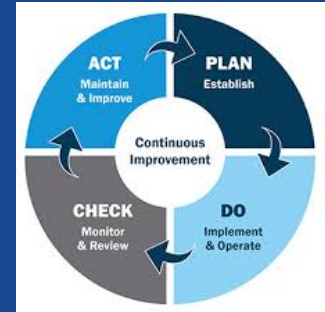 ACT
Maintain
& Improve
PLAN
Establish
Continuous
Improvement
CHECK
Monitor
& Review
DO
Implement
& Operate